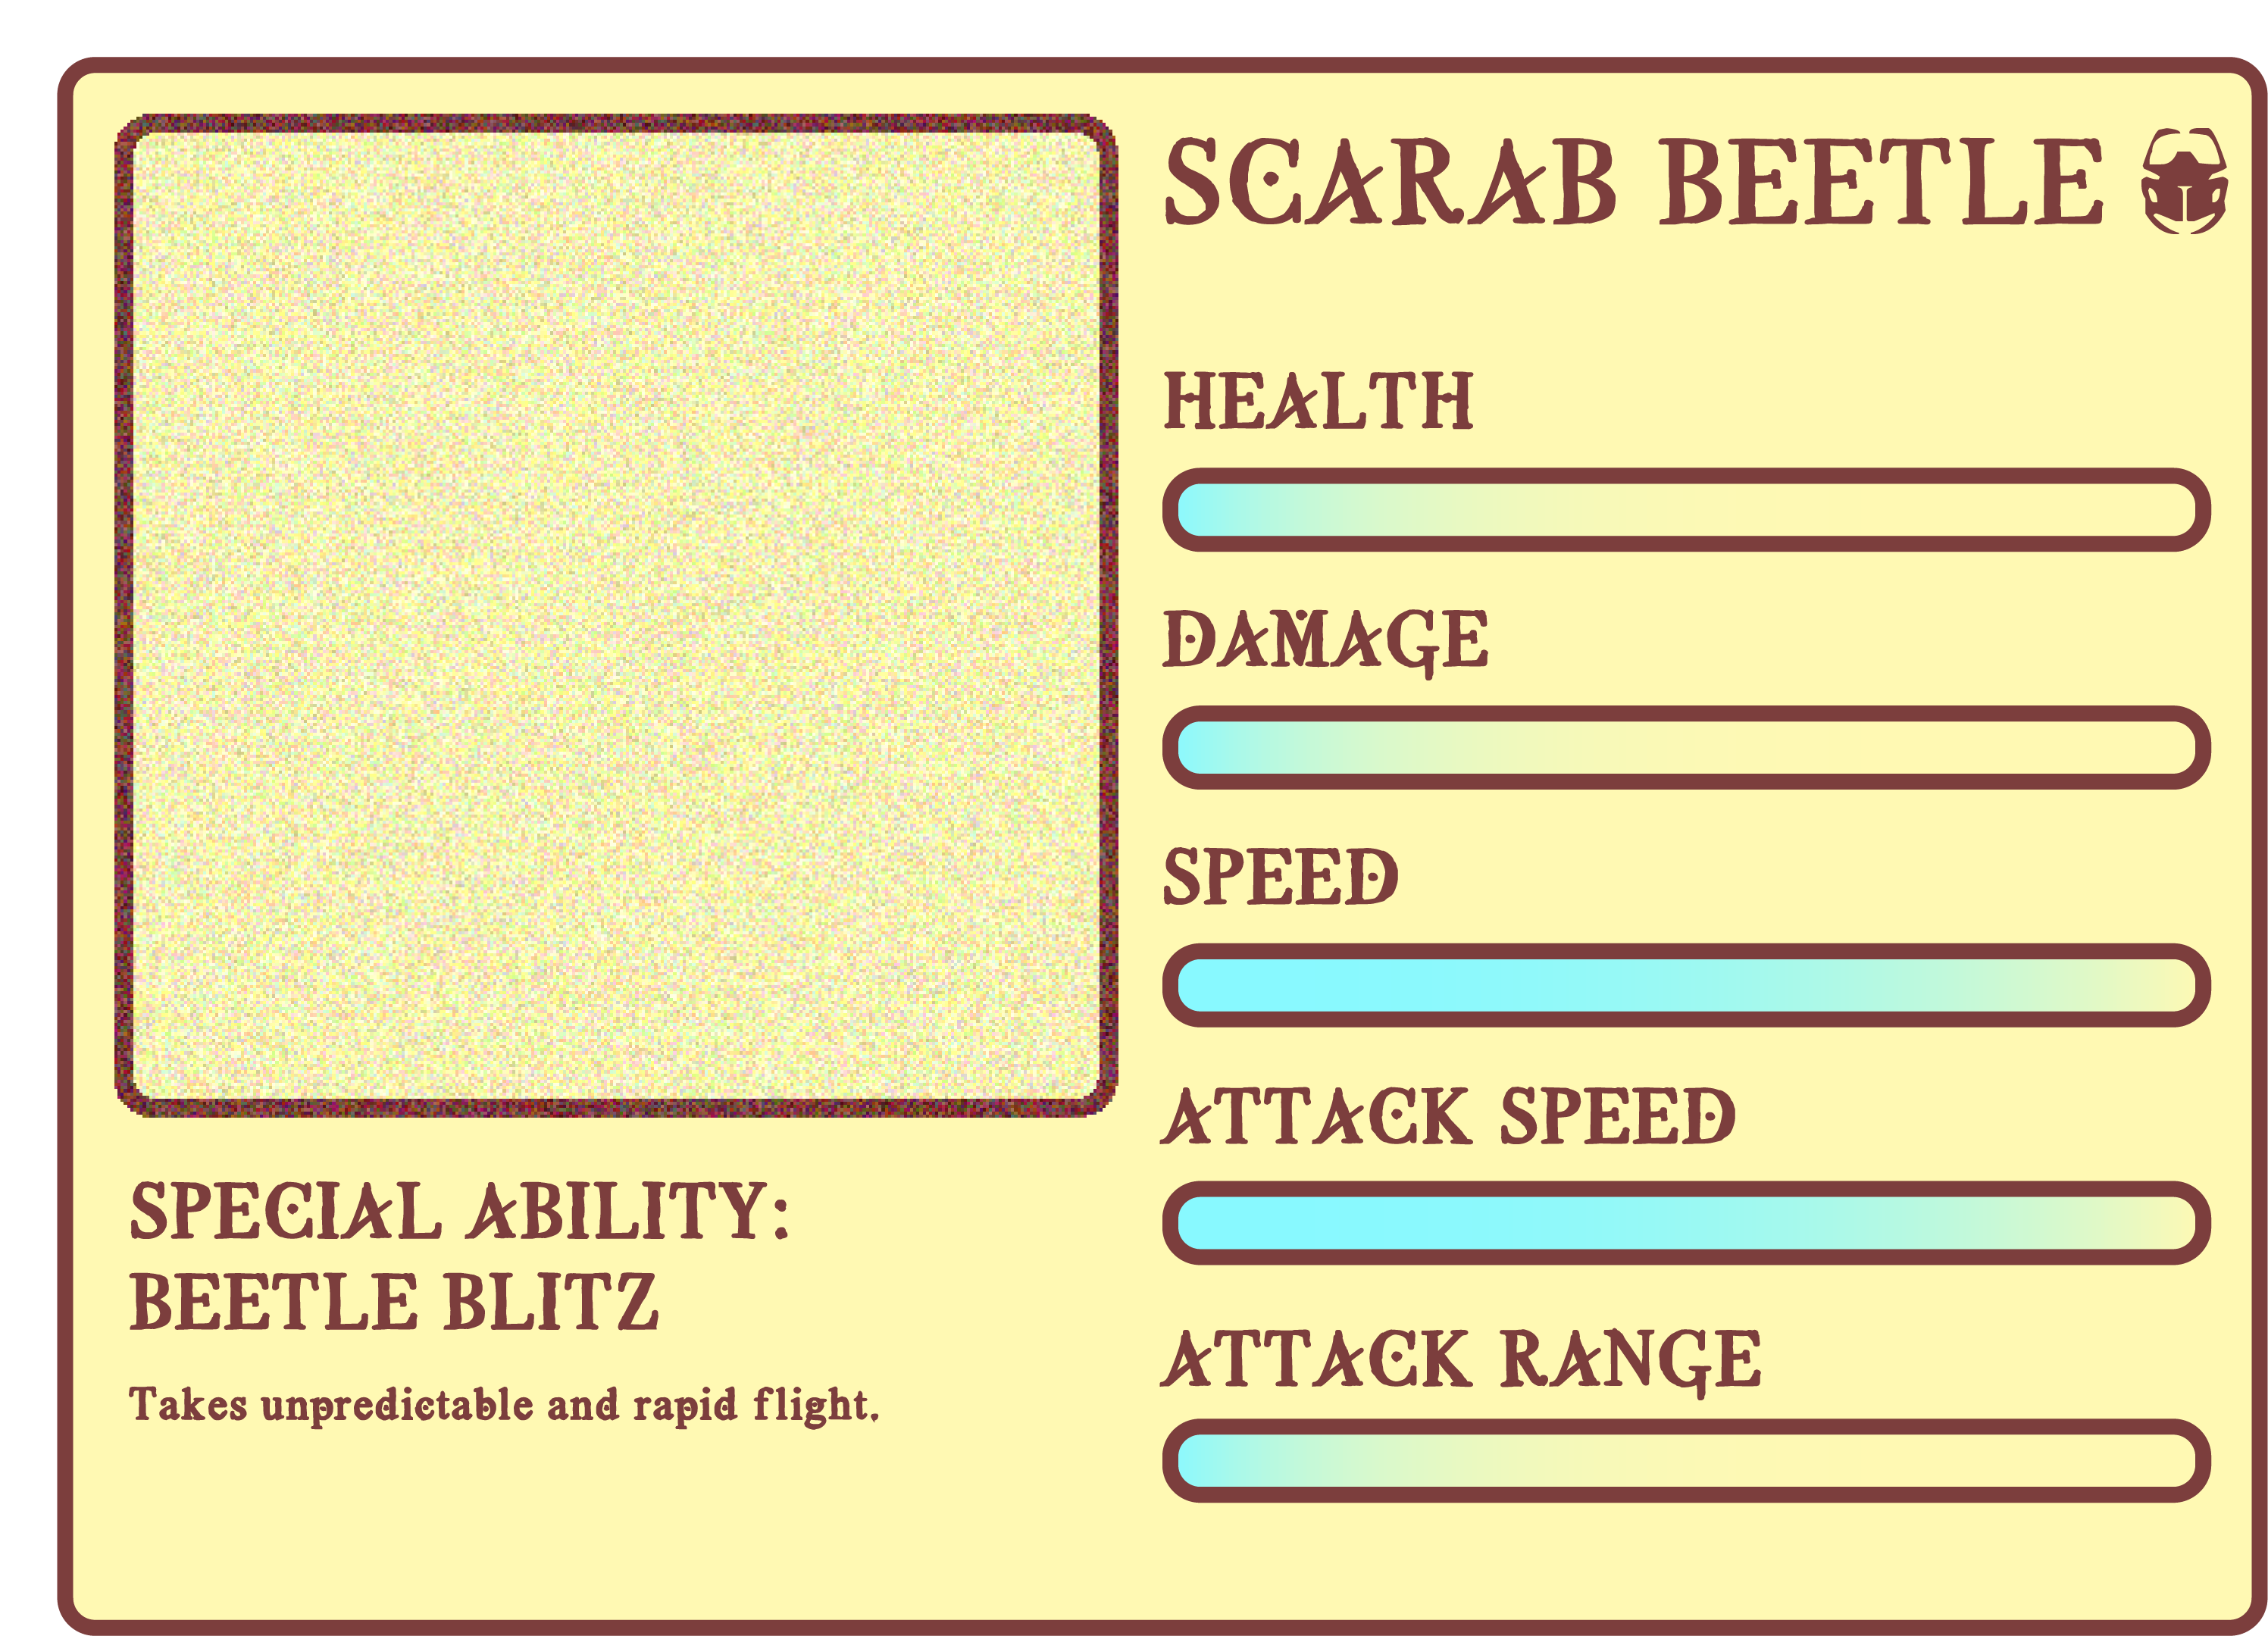 SCARAB BEETLE
HEALTH
DAMAGE
SPEED
ATTACK SPEED
ATTACK RANGE
SPECIAL ABILITY:
BEETLE BLITZ
Takes unpredictable and rapid flight.